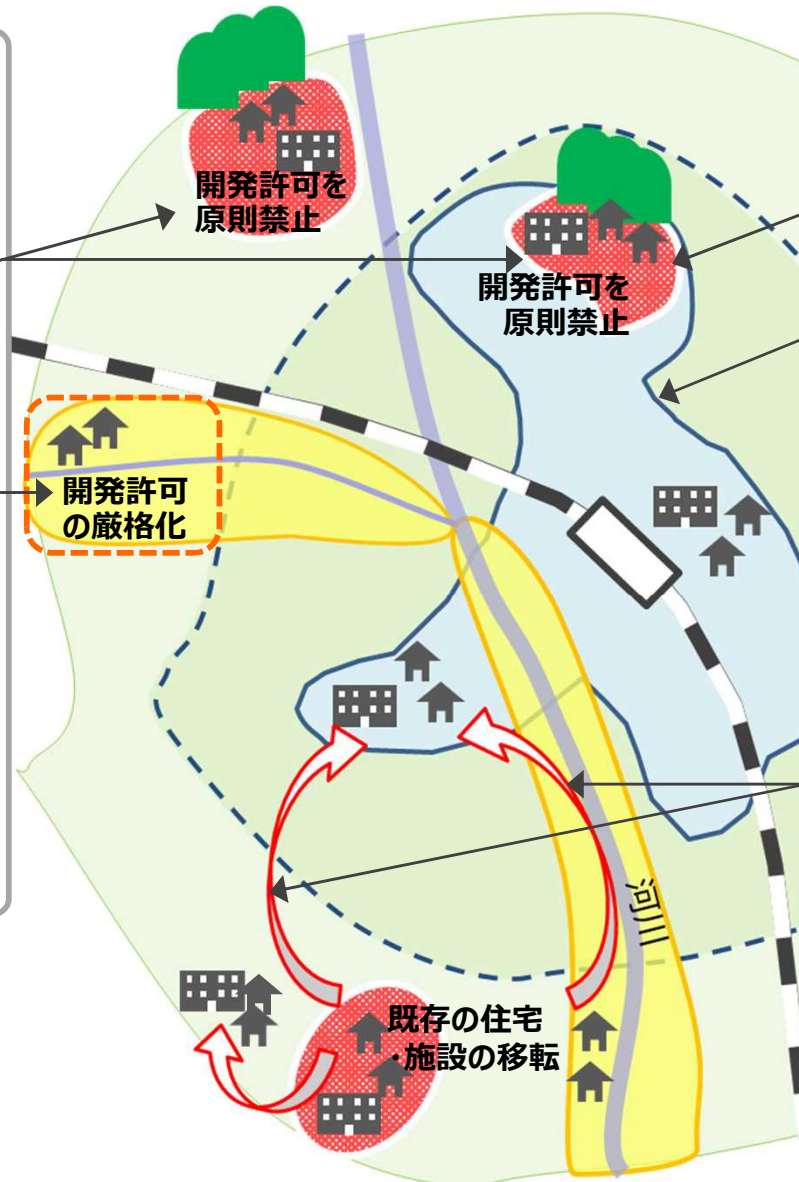 開発許可を
原則禁止
開発許可を
原則禁止
開発許可
の厳格化
河川
既存の住宅
・施設の移転